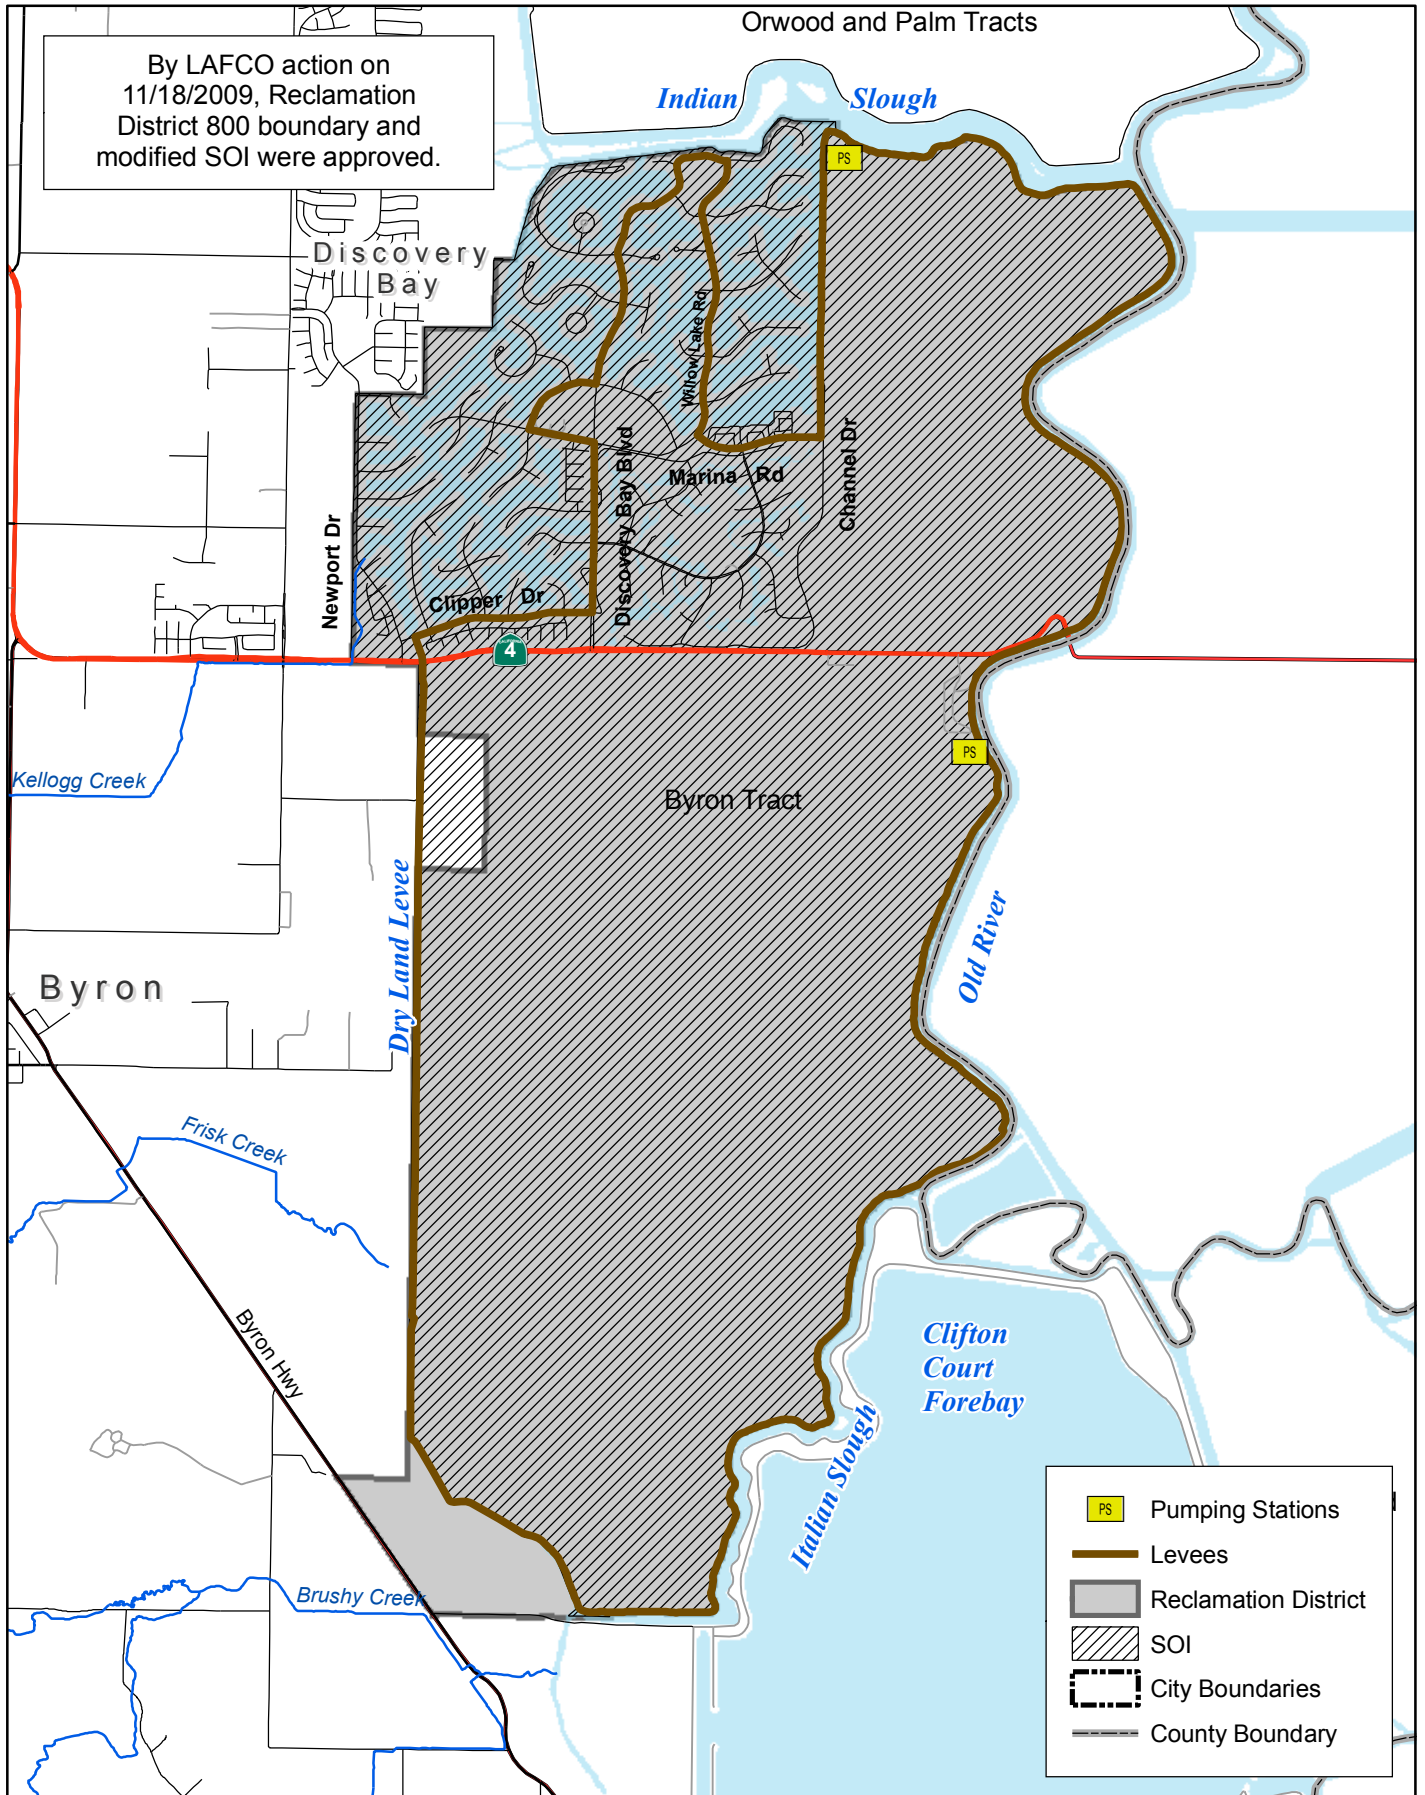 Orwood and Palm Tracts
By LAFCO action on
11/18/2009, Reclamation
District 800 boundary and
modified SOI were approved.
Indian Slough
PS
Discovery
Bay
Willow Lake Rd
Discovery Bay Blvd
Marina Rd
Channel Dr
Newport Dr
Clipper Dr
CALIFORNIA
4
PS
Kellogg Creek
Byron Tract
Dry Land Levee
Old River
Byron
Frisk Creek
Byron Hwy
Clifton
Court
Forebay
Italian Slough
Brushy Creek
PS Pumping Stations
Levees
Reclamation District
SOI
City Boundaries
County Boundary